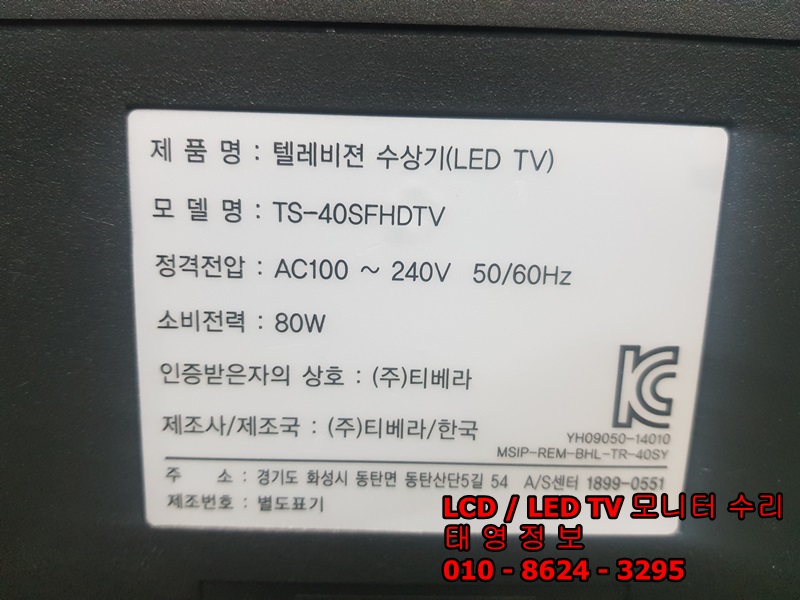 제 품 명 : 텔레비젼 수상기(LED TV)
모 델 명 : TS-40SFHDTV
정격전압 : AC100 ~ 240V 50/60Hz
소비전력 : 80W
인증받은자의 상호 : (주)티베라
제조사/제조국 : (주)티베라/한국
KC
YH09050-14010
MSIP-REM-BHL-TR-40SY
주 소 : 경기도 화성시 동탄면 동탄산단5길 54 A/S센터 1899-0551
제조번호 : 별도표기
LCD / LED TV 모니터 수리
태 영 정 보
010 - 8624 - 3295